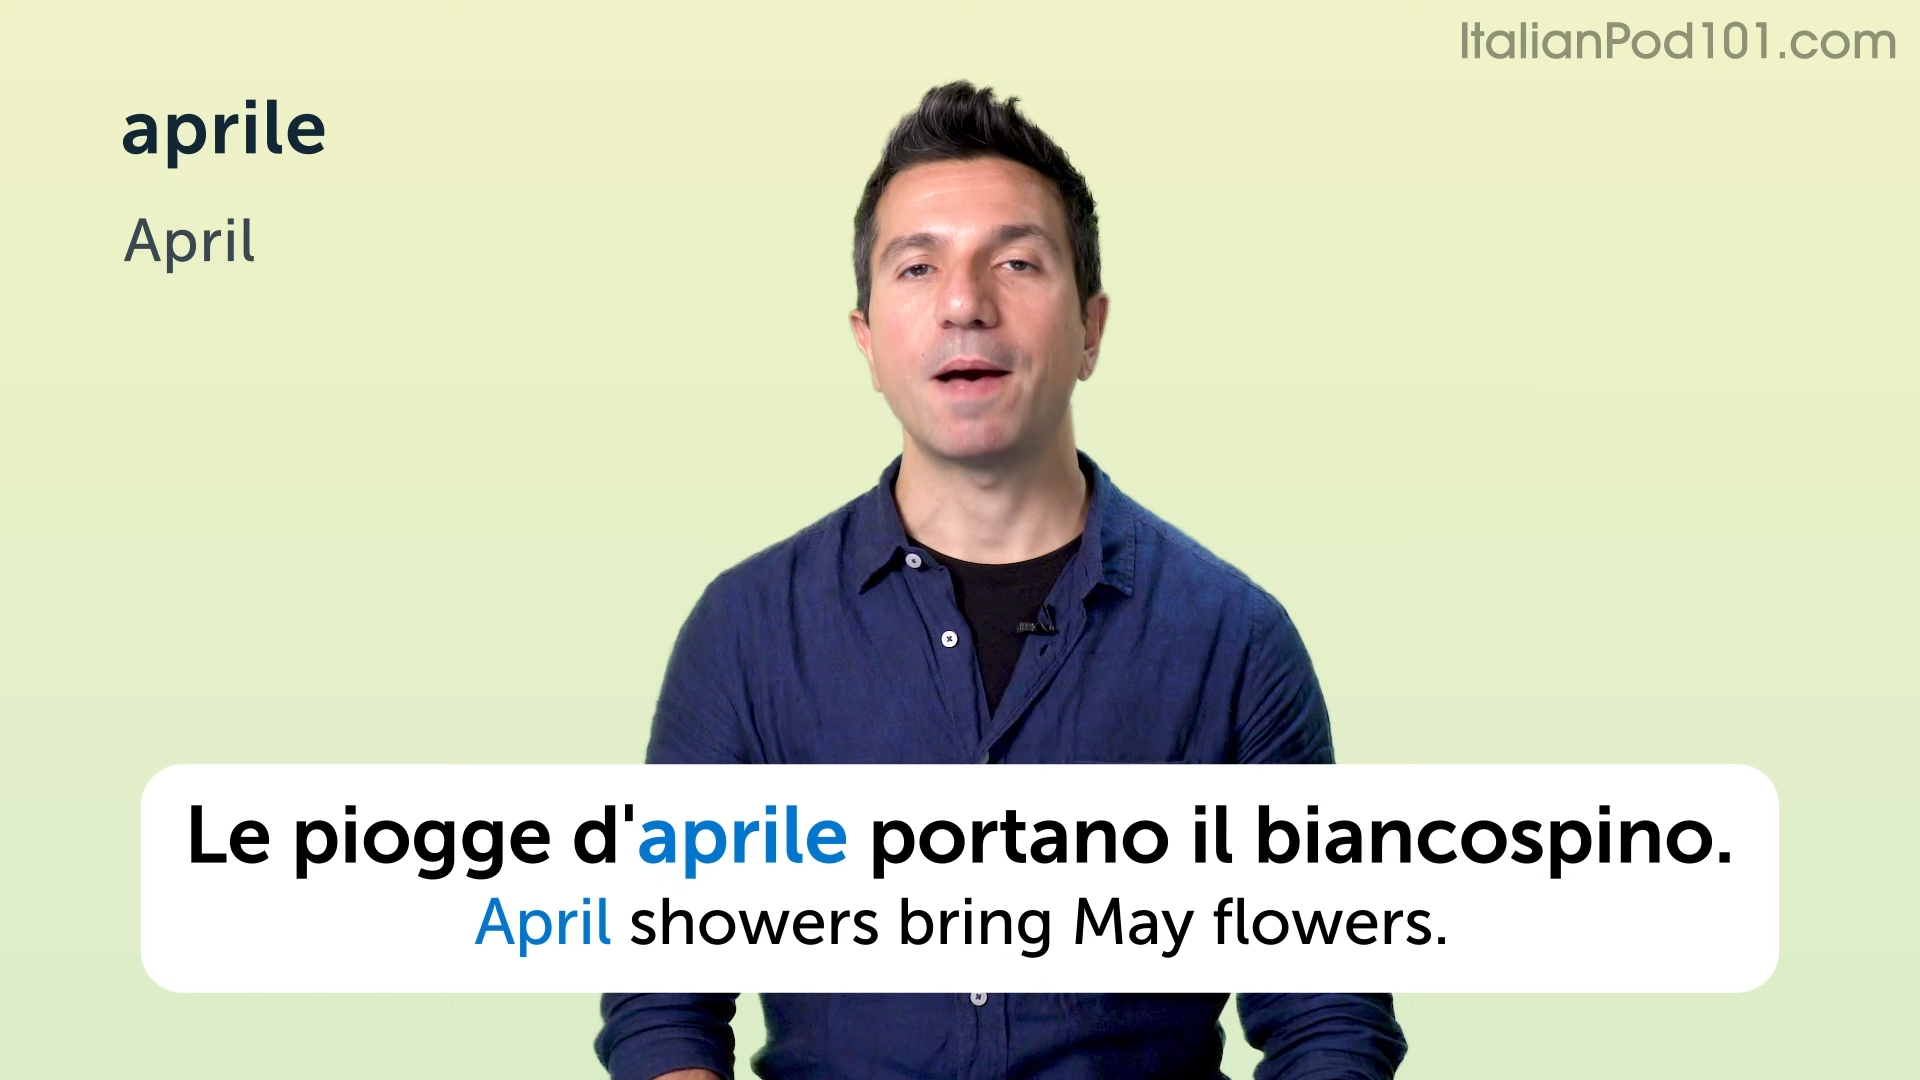 ItalianPod101.com
aprile
April
Le piogge d'aprile portano il biancospino.
April showers bring May flowers.